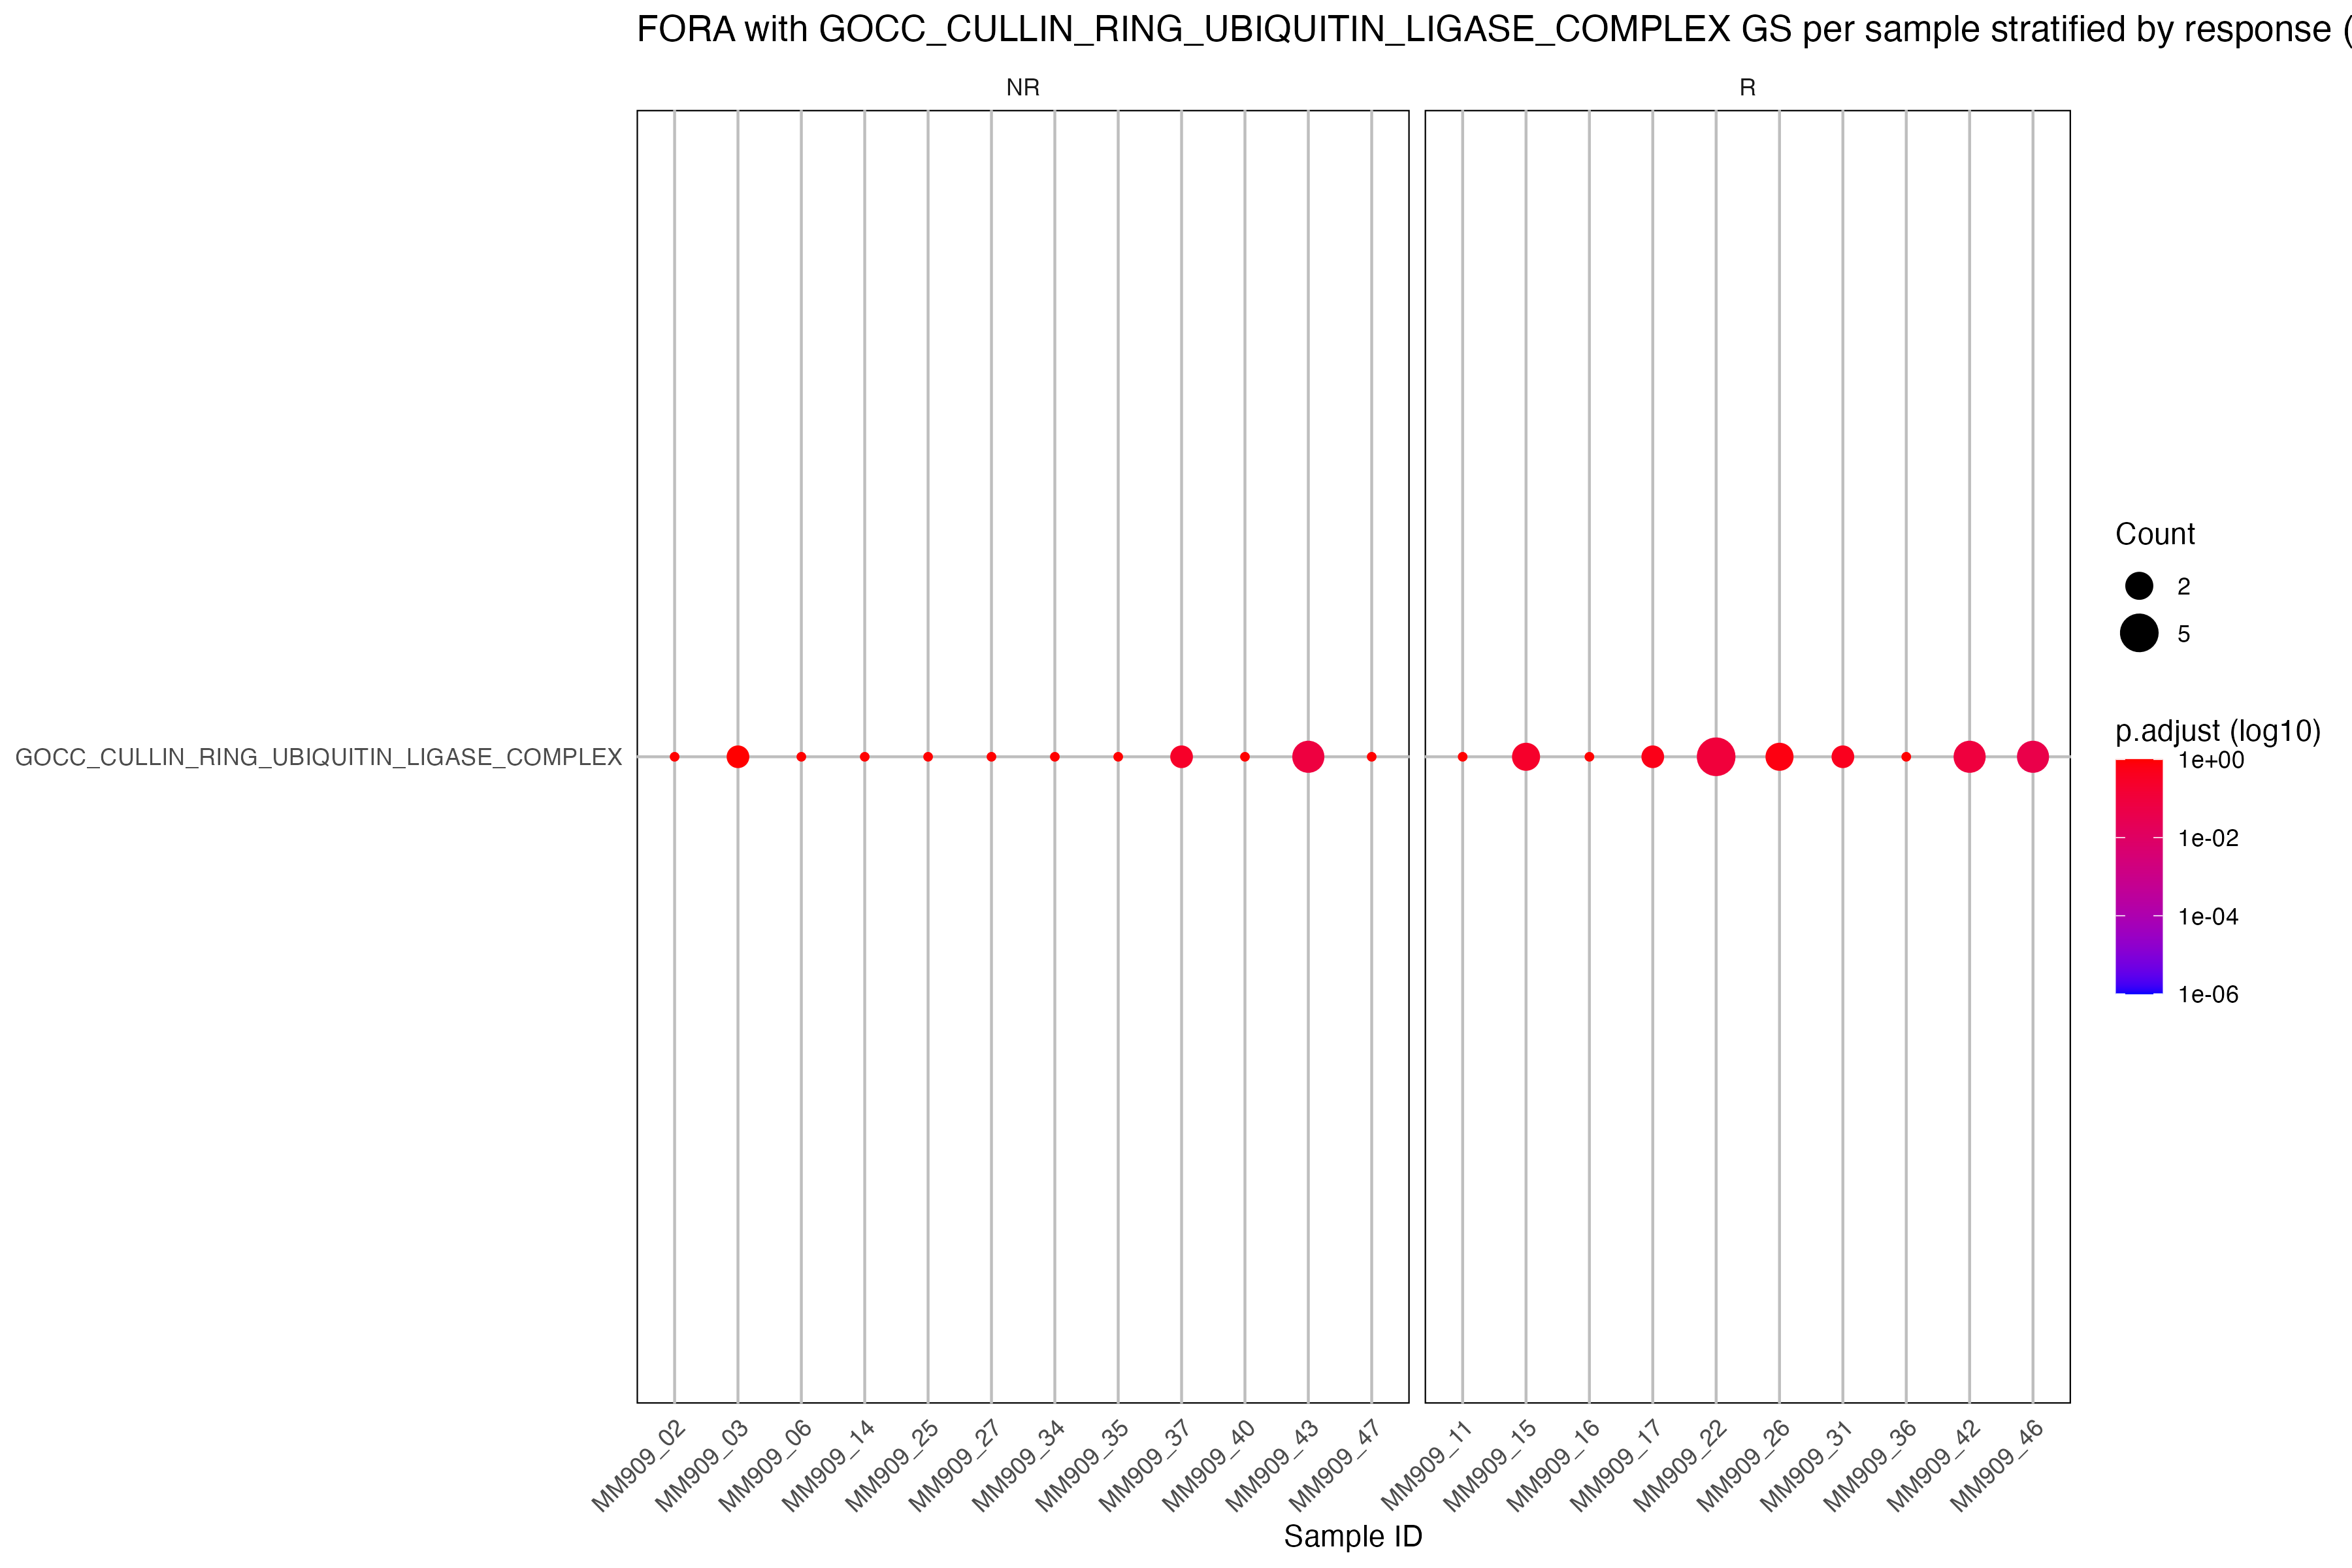 FORA with GOCC_CULLIN_RING_UBIQUITIN_LIGASE_COMPLEX GS per sample stratified by response (
NR
R
GOCC_CULLIN_RING_UBIQUITIN_LIGASE_COMPLEX
MM909_02
MM909_03
MM909_06
MM909_14
MM909_25
MM909_27
MM909_34
MM909_35
MM909_37
MM909_40
MM909_43
MM909_47
MM909_11
MM909_15
MM909_16
MM909_17
MM909_22
MM909_26
MM909_31
MM909_36
MM909_42
MM909_46
Sample ID
Count
2
5
p.adjust (log10)
1e+00
1e-02
1e-04
1e-06